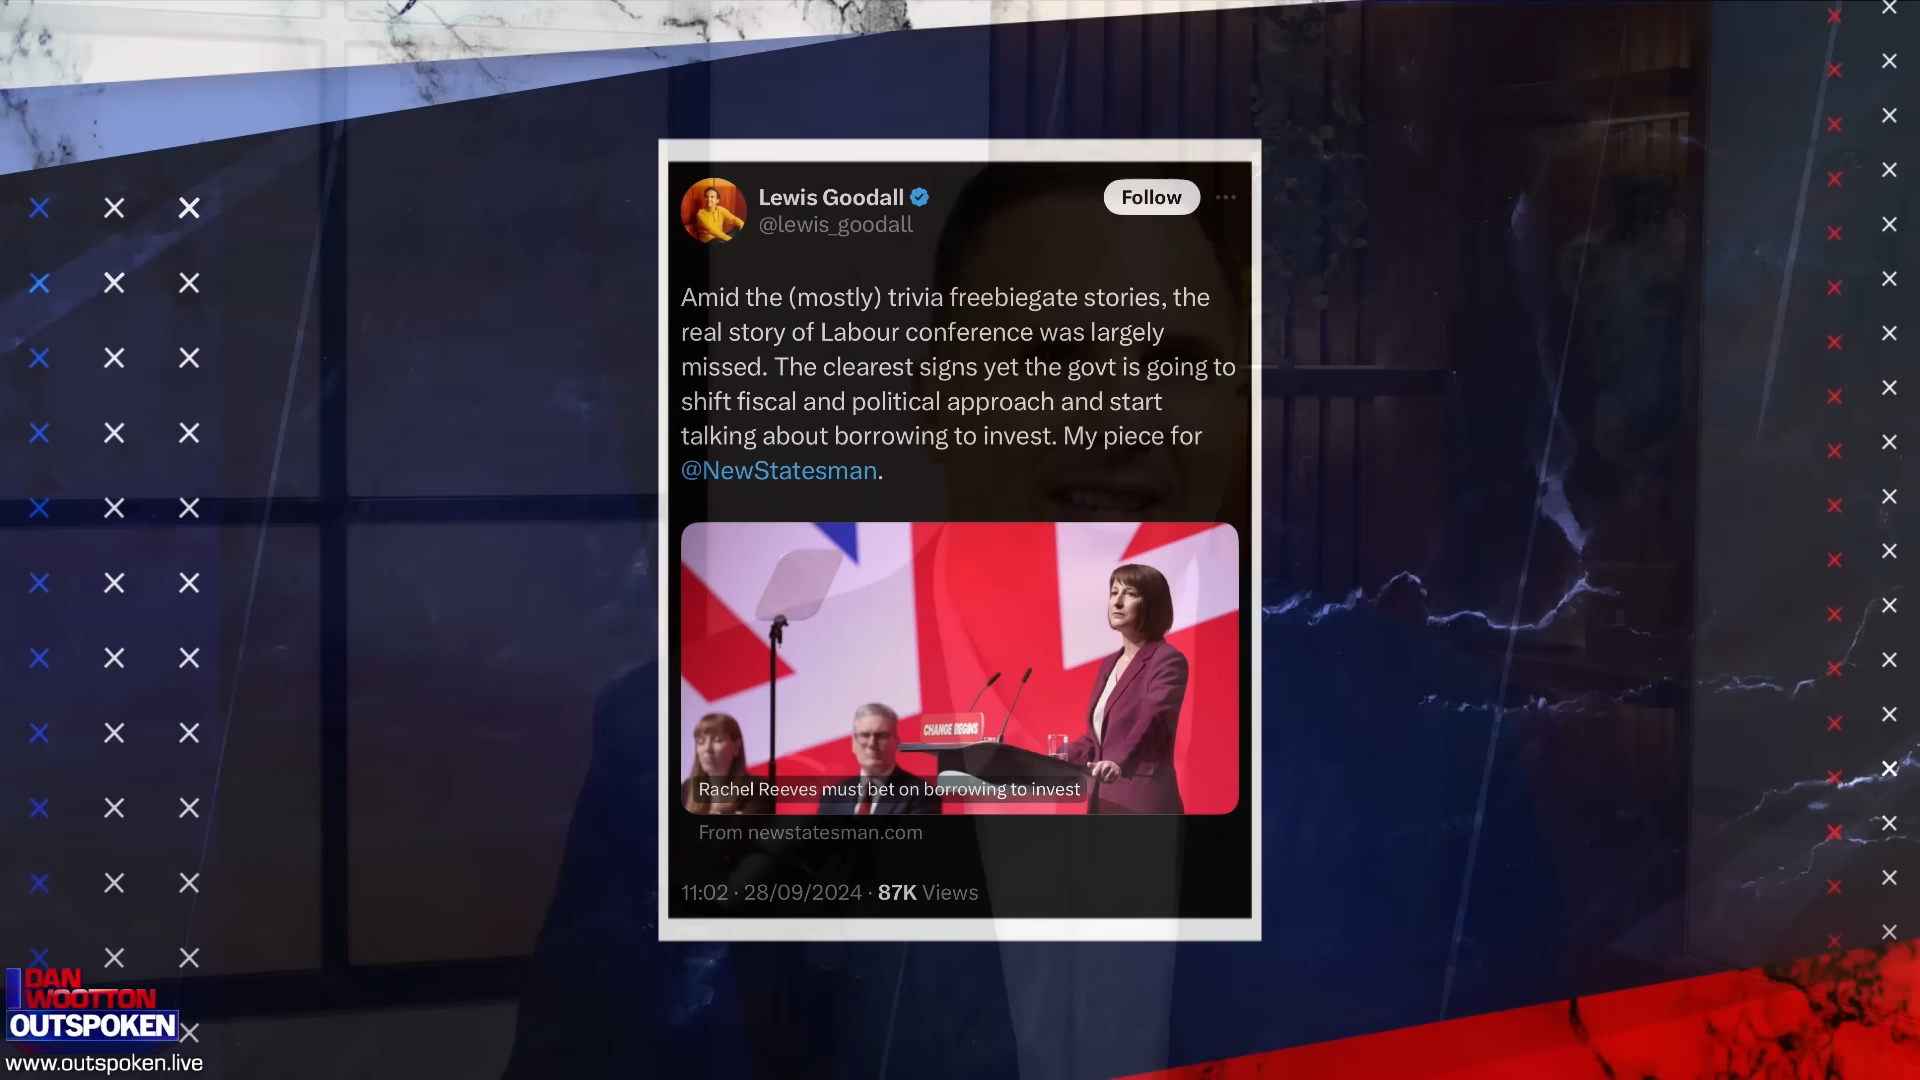 Lewis Goodall
@lewis_goodall
Follow
Amid the (mostly) trivia freebiegate stories, the
real story of Labour conference was largely
missed. The clearest signs yet the govt is going to
shift fiscal and political approach and start
talking about borrowing to invest. My piece for
@NewStatesman.
CHANGE BEGINS
Rachel Reeves must bet on borrowing to invest
From newstatesman.com
11:02 · 28/09/2024 · 87K Views
DAN
WOOTTON
OUTSPOKEN
www.outspoken.live